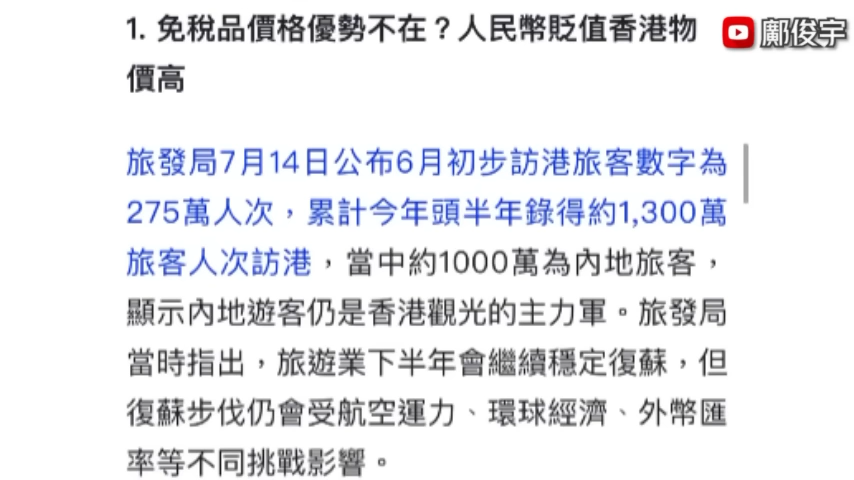 1. 免稅品價格優勢不在？人民幣貶值香港物
價高
鄺俊宇
旅發局7月14日公布6月初步訪港旅客數字為
275萬人次，累計今年頭半年錄得約1,300萬
旅客人次訪港，當中約1000萬為內地旅客，
顯示內地遊客仍是香港觀光的主力軍。旅發局
當時指出，旅遊業下半年會繼續穩定復蘇，但
復蘇步伐仍會受航空運力、環球經濟、外幣匯
率等不同挑戰影響。